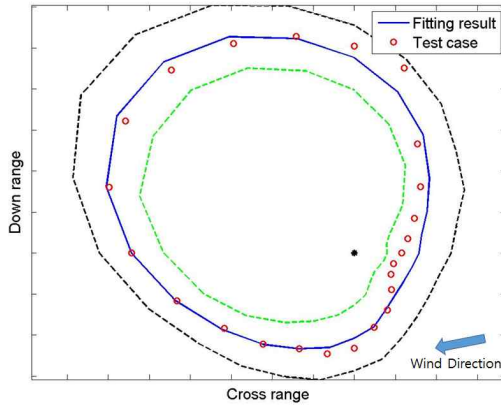 Fitting result
Test case
Down range
Wind Direction
Cross range